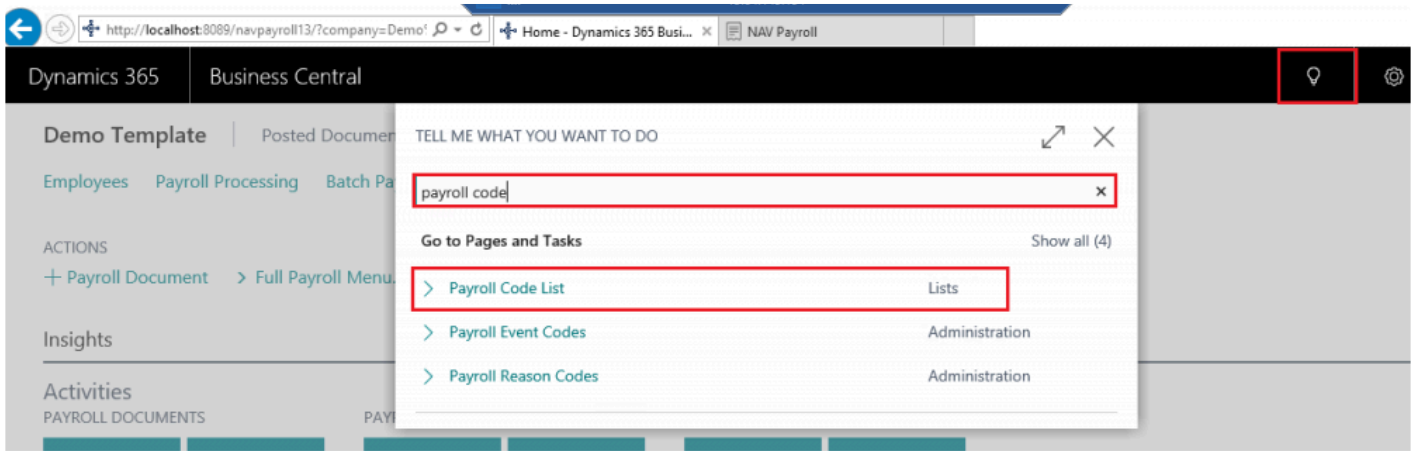 http://localhost:8089/navpayroll13/?company=Demo' Home - Dynamics 365 Busi... NAV Payroll
Dynamics 365 Business Central
Demo Template Posted Documen
TELL ME WHAT YOU WANT TO DO
Employees Payroll Processing Batch Pa
payroll code
Go to Pages and Tasks Show all (4)
ACTIONS
+ Payroll Document > Full Payroll Menu.
> Payroll Code List Lists
> Payroll Event Codes Administration
> Payroll Reason Codes Administration
Insights
Activities
PAYROLL DOCUMENTS PAY